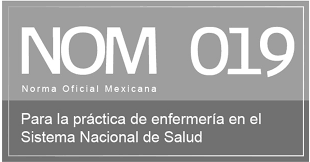 NOM 019
Norma Oficial Mexicana
Para la práctica de enfermería en el
Sistema Nacional de Salud